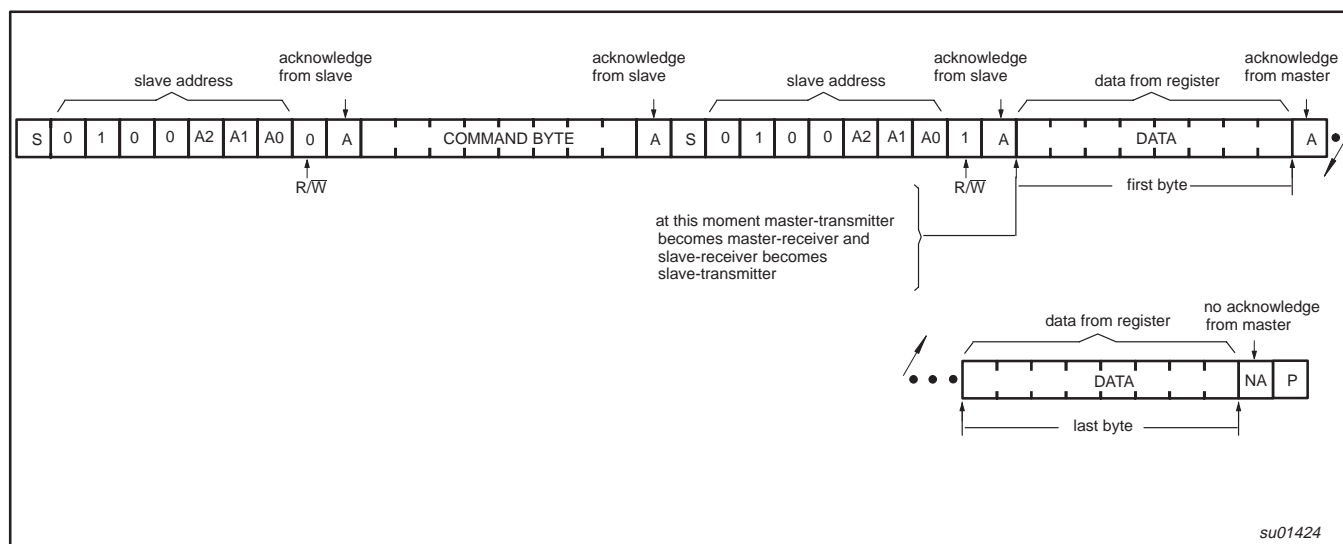 acknowledge
from slave
acknowledge
from slave
acknowledge
from slave
acknowledge
from master
slave address
slave address
data from register
S 0 1 0 0 A2 A1 A0 0 A COMMAND BYTE A S 0 1 0 0 A2 A1 A0 1 A DATA A
R/W̅
R/W̅
first byte
at this moment master-transmitter
becomes master-receiver and
slave-receiver becomes
slave-transmitter
data from register
no acknowledge
from master
DATA NA P
last byte
su01424